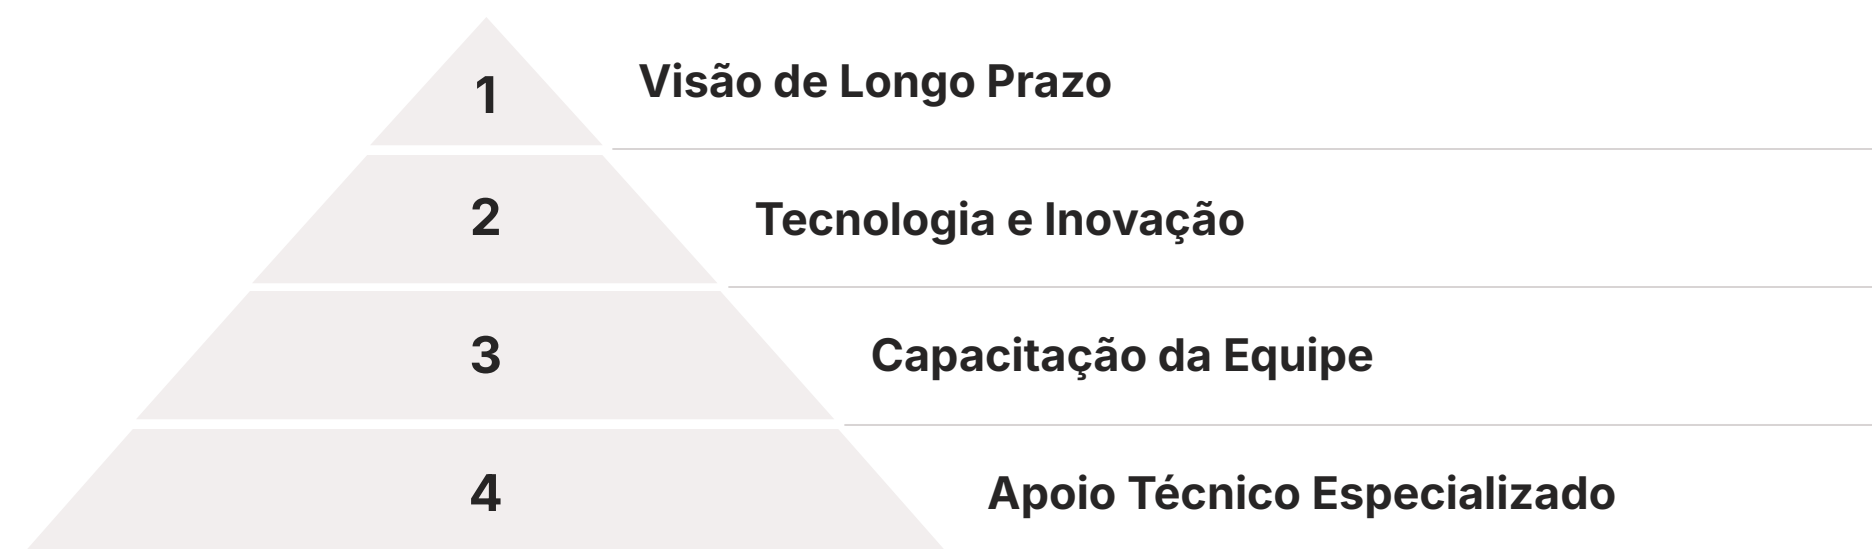 1
Visão de Longo Prazo
2
Tecnologia e Inovação
3
Capacitação da Equipe
4
Apoio Técnico Especializado